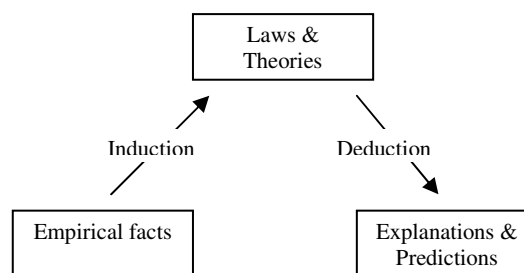 Laws &
Theories
Induction
Deduction
Empirical facts
Explanations &
Predictions